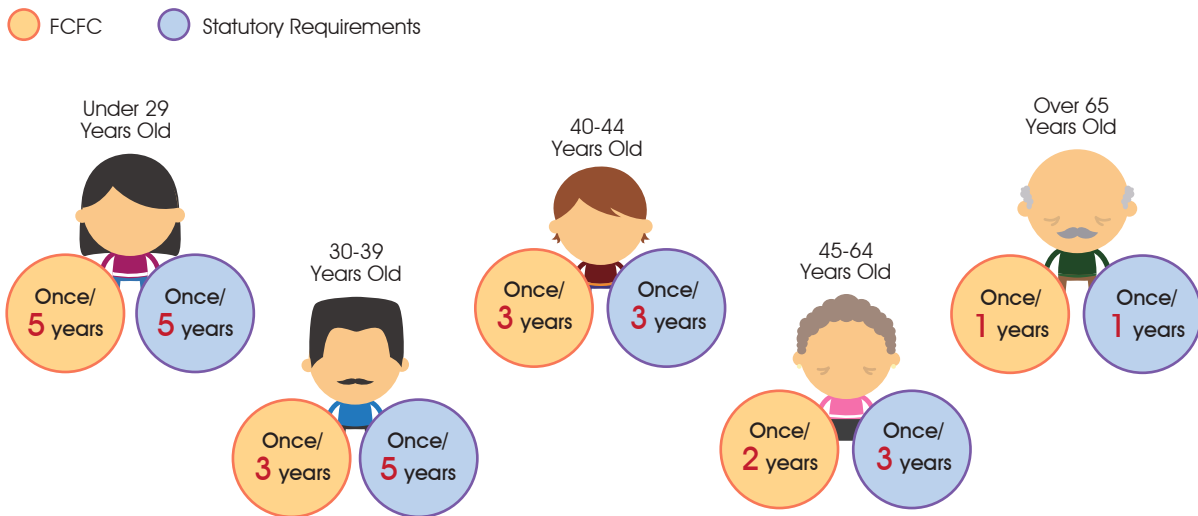 FCFC
Statutory Requirements
Under 29
Years Old
Once/
5 years
Once/
5 years
30-39
Years Old
Once/
3 years
Once/
5 years
40-44
Years Old
Once/
3 years
Once/
3 years
45-64
Years Old
Once/
2 years
Once/
3 years
Over 65
Years Old
Once/
1 years
Once/
1 years